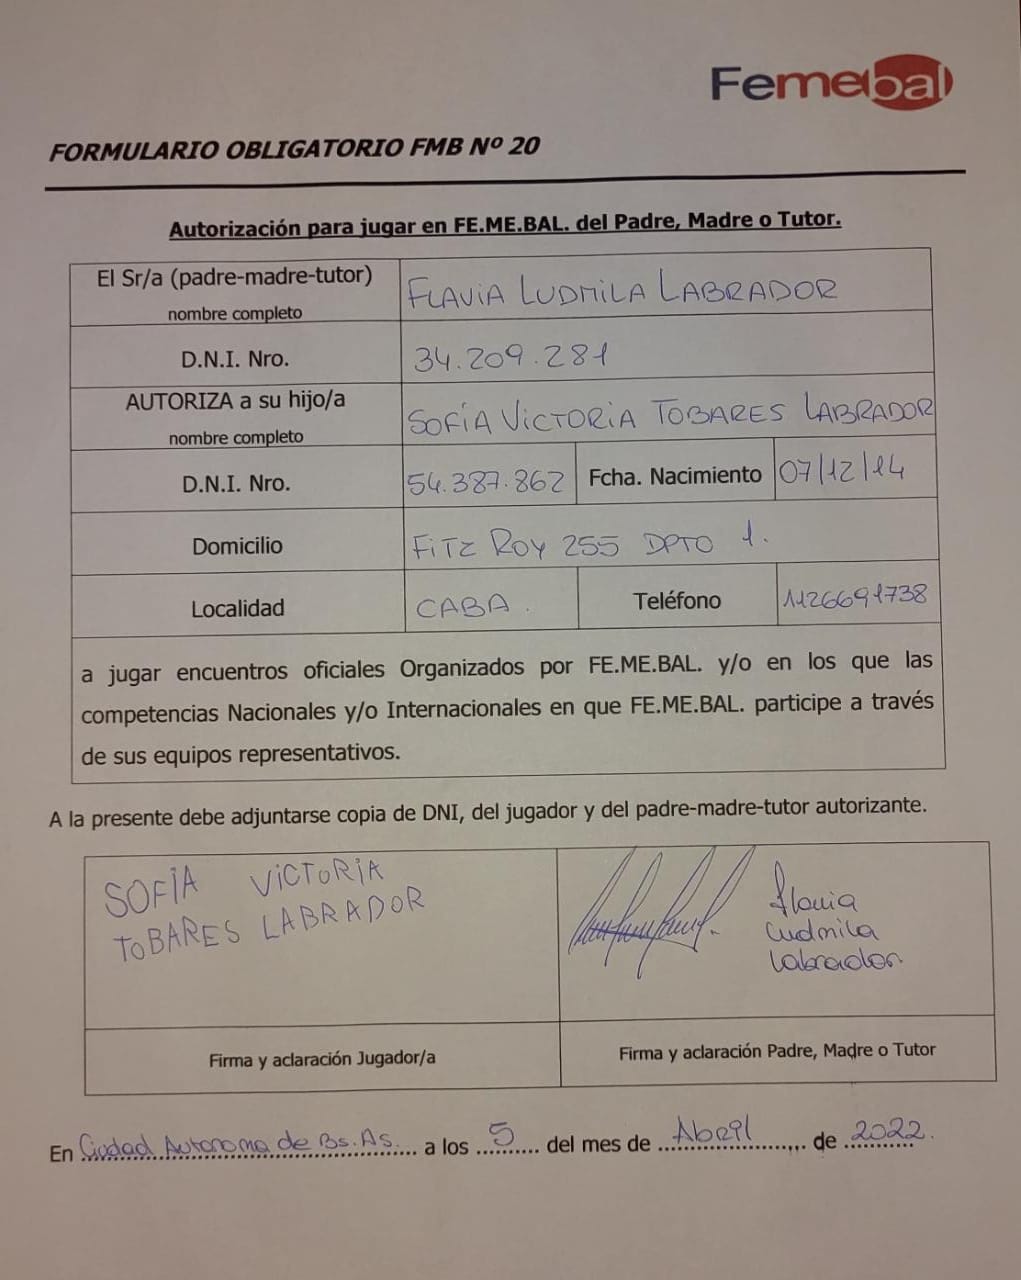 Femebal
FORMULARIO OBLIGATORIO FMB Nº 20
Autorización para jugar en FE.ME.BAL. del Padre, Madre o Tutor.
El Sr/a (padre-madre-tutor)
nombre completo
FLAViA LUDMiLA LABRADOR
D.N.I. Nro.
34.209.281
AUTORIZA a su hijo/a
nombre completo
SOFÍA ViCTORiA TOBARES LABRADOR
D.N.I. Nro.
54.387.862
Fcha. Nacimiento
07/12/14
Domicilio
FiTZ ROY 255 DPTO 1.
Localidad
CABA.
Teléfono
1126691738
a jugar encuentros oficiales Organizados por FE.ME.BAL. y/o en los que las
competencias Nacionales y/o Internacionales en que FE.ME.BAL. participe a través
de sus equipos representativos.
A la presente debe adjuntarse copia de DNI, del jugador y del padre-madre-tutor autorizante.
SOFÍA ViCTORiA
ToBARES LABRADOR
Flavia
Ludmila
Labrador
Firma y aclaración Jugador/a
Firma y aclaración Padre, Madre o Tutor
En Ciudad Autonoma de Bs.As. a los 5 del mes de Abril de 2022.